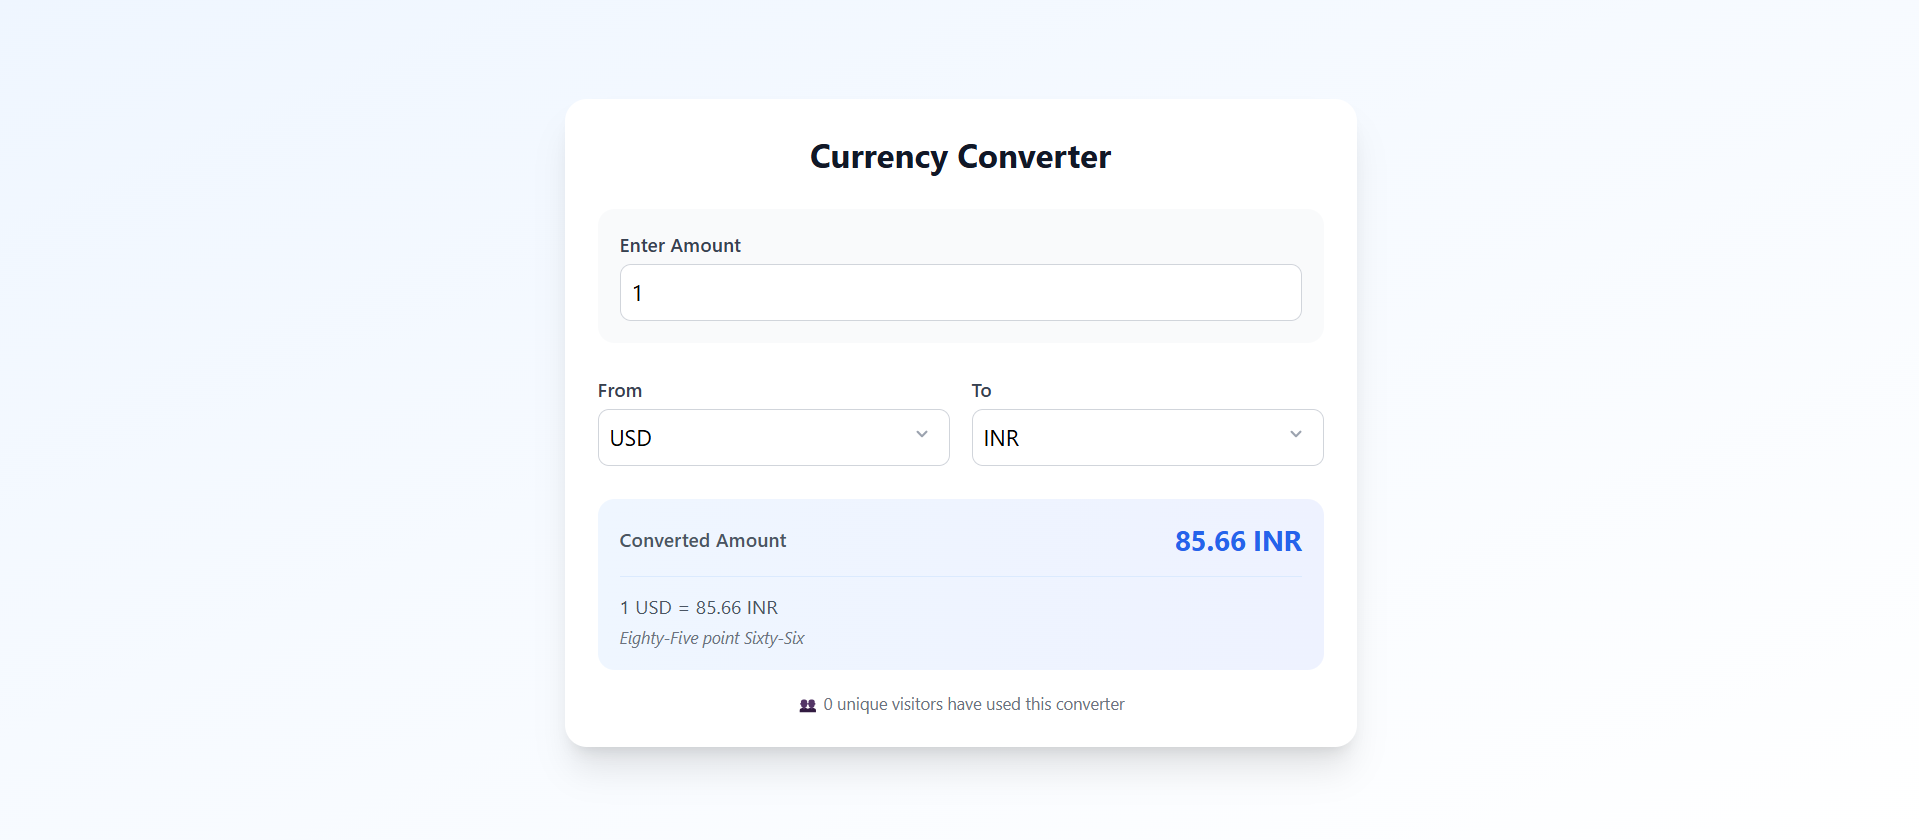 Currency Converter
Enter Amount
1
From
To
USD
INR
Converted Amount
85.66 INR
1 USD = 85.66 INR
Eighty-Five point Sixty-Six
👥 0 unique visitors have used this converter